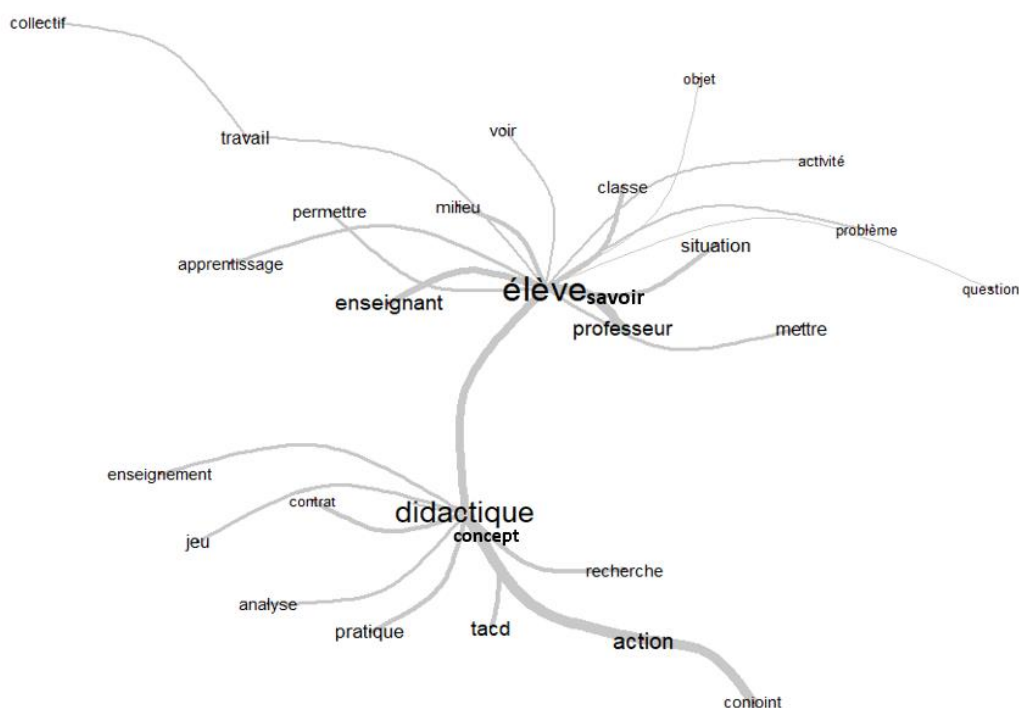 collectif
objet
travail
voir
activité
classe
permettre
milieu
problème
situation
apprentissage
question
élève
savoir
enseignant
professeur
mettre
enseignement
contrat
didactique
jeu
concept
recherche
analyse
pratique
tacd
action
conjoint